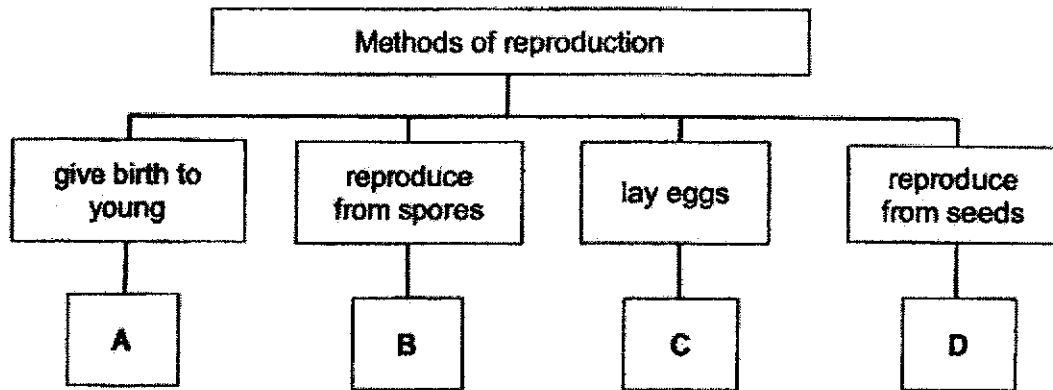 Methods of reproduction
give birth to
young
reproduce
from spores
lay eggs
reproduce
from seeds
A
B
C
D